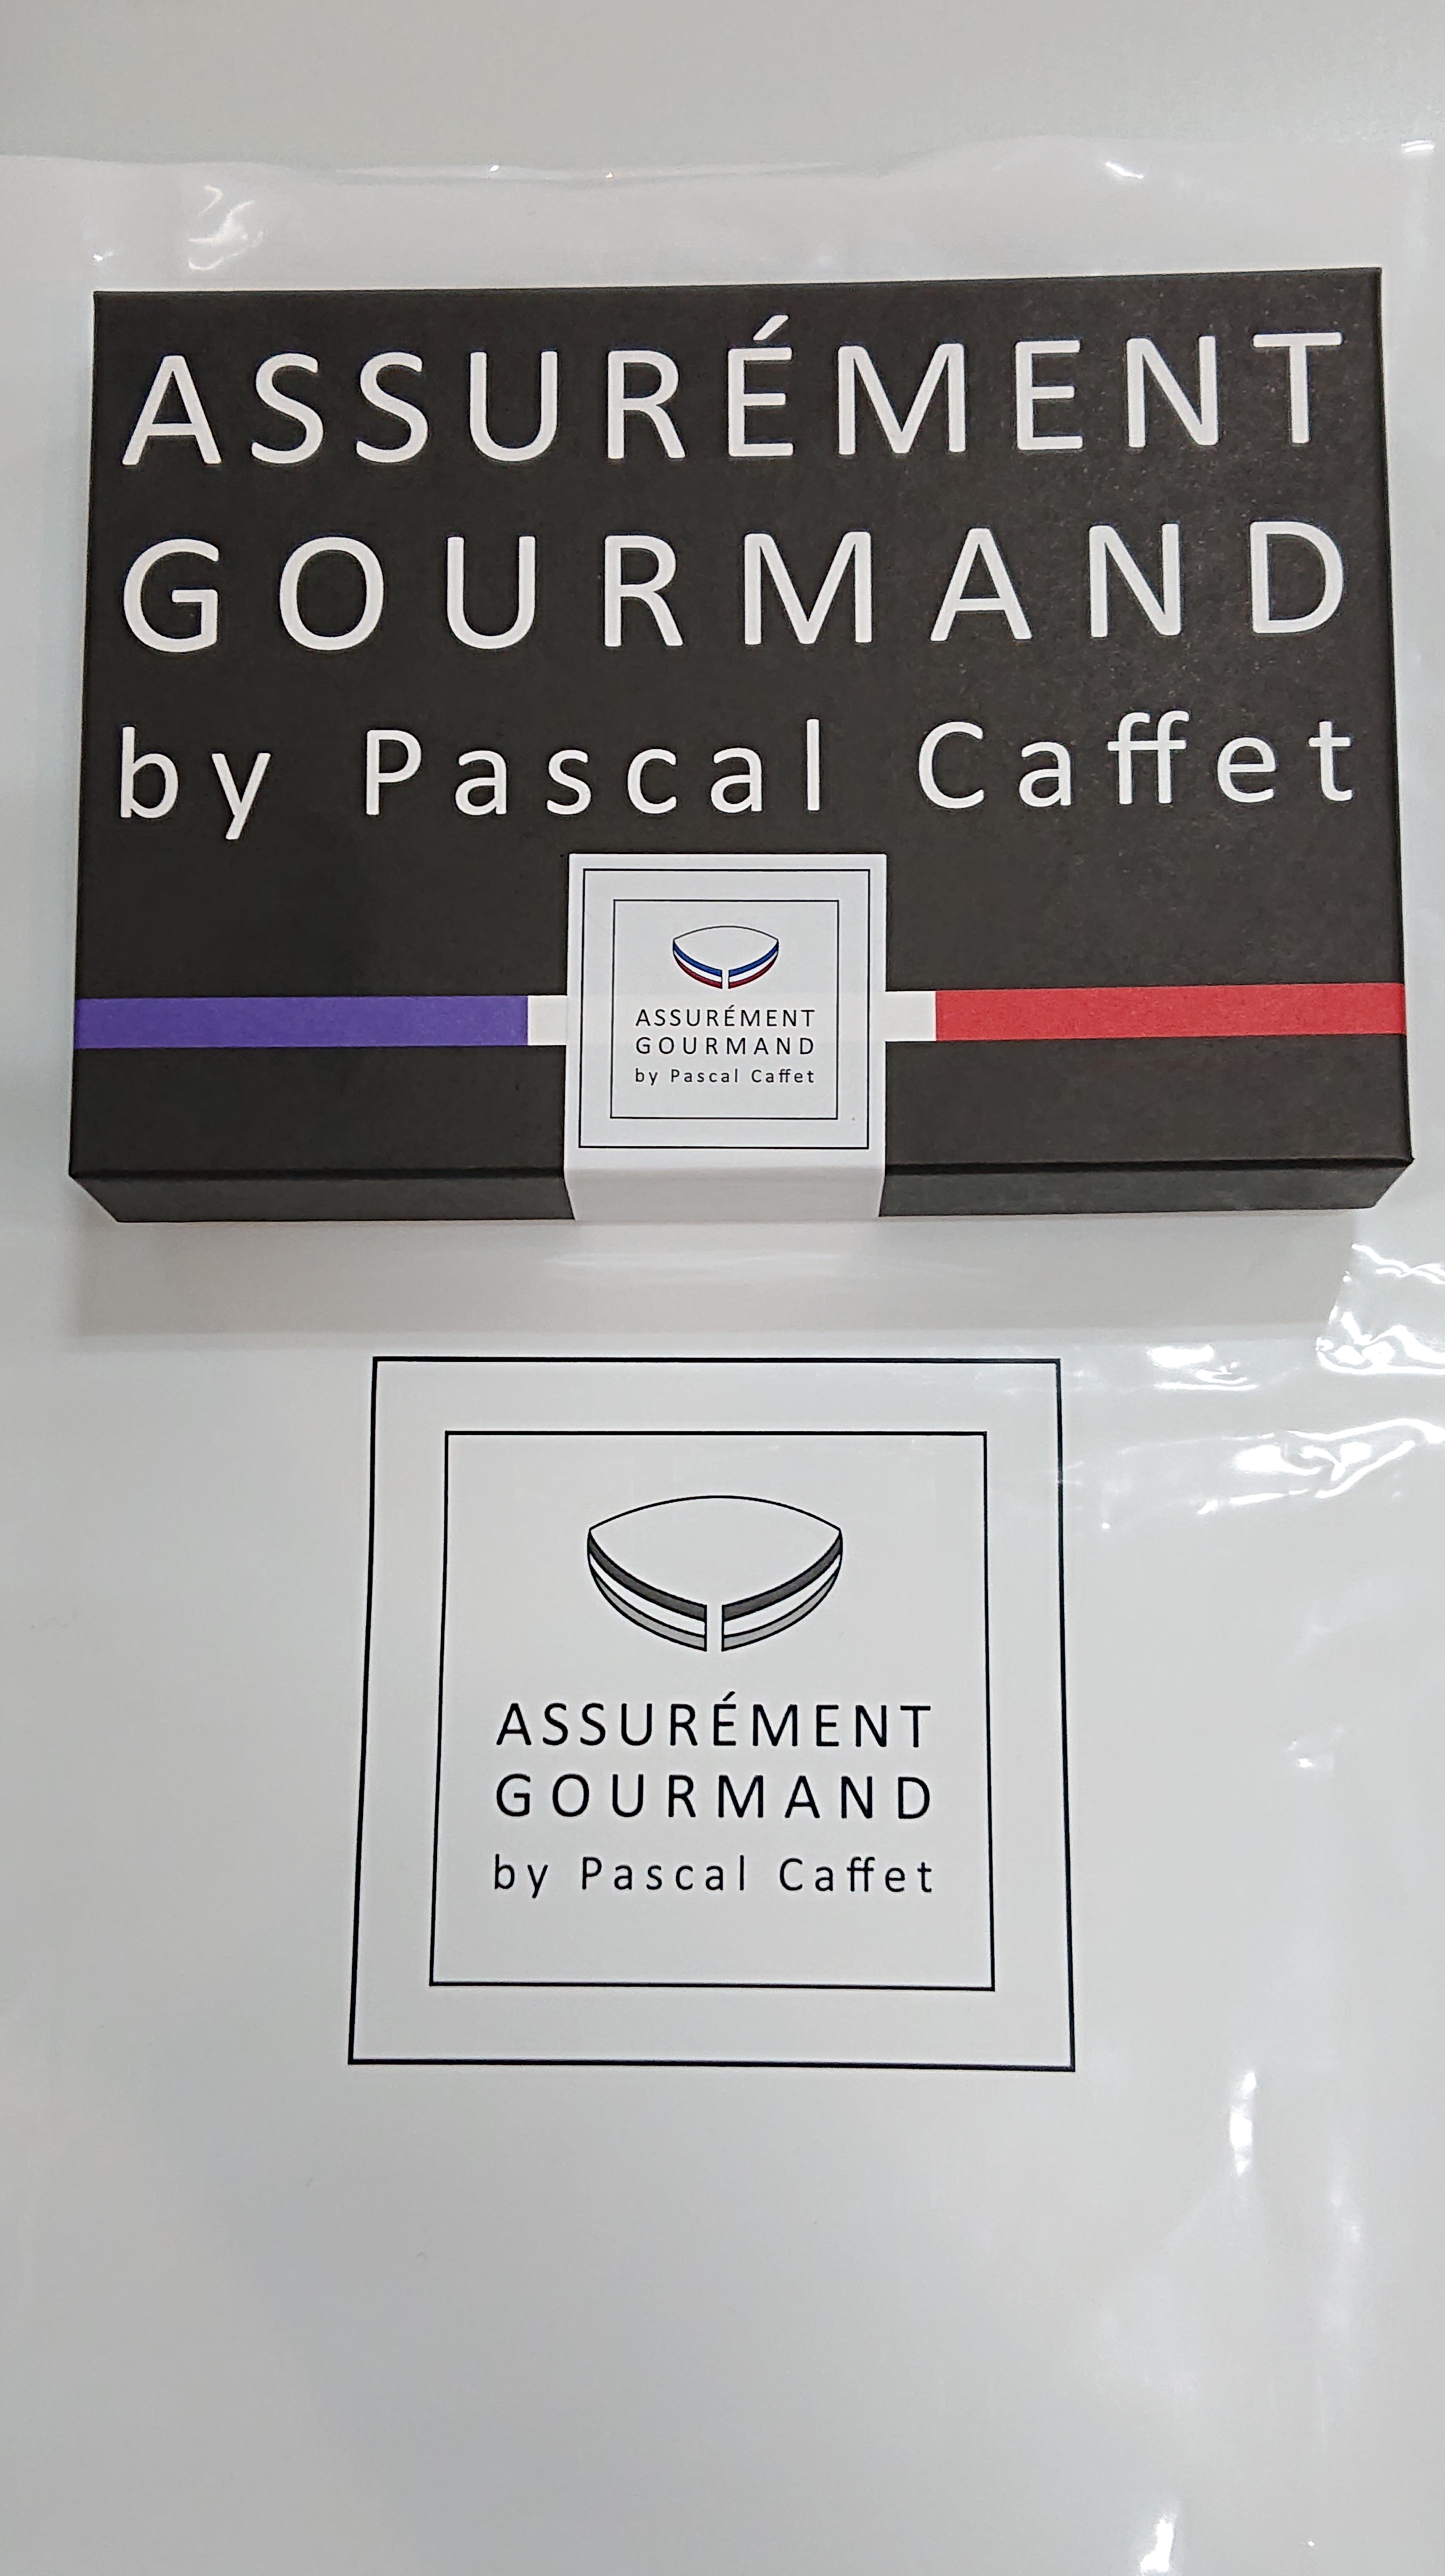 ASSURÉMENT
GOURMAND
by Pascal Caffet
ASSURÉMENT
GOURMAND
by Pascal Caffet
ASSURÉMENT
GOURMAND
by Pascal Caffet